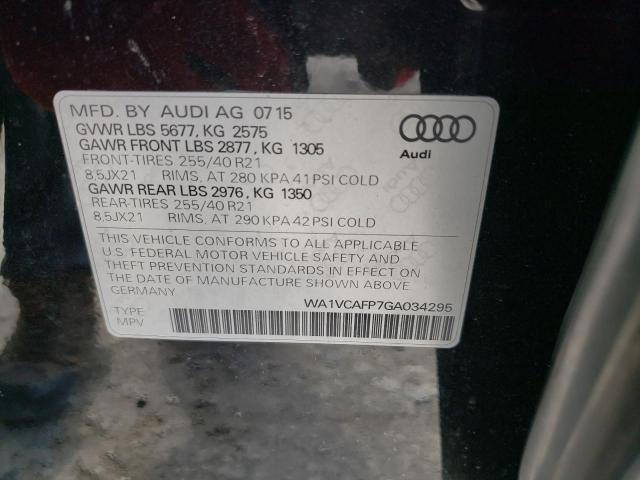 MFD. BY AUDI AG 07 15
GVWR LBS 5677, KG 2575
GAWR FRONT LBS 2877, KG 1305
FRONT-TIRES 255/40 R21
8,5JX21 RIMS, AT 280 KPA 41 PSI COLD
GAWR REAR LBS 2976, KG 1350
REAR-TIRES 255/40 R21
8,5JX21 RIMS, AT 290 KPA 42 PSI COLD
Audi
THIS VEHICLE CONFORMS TO ALL APPLICABLE
U.S. FEDERAL MOTOR VEHICLE SAFETY AND
THEFT PREVENTION STANDARDS IN EFFECT ON
THE DATE OF MANUFACTURE SHOWN ABOVE
GERMANY
WA1VCAFP7GA034295
TYPE
MPV